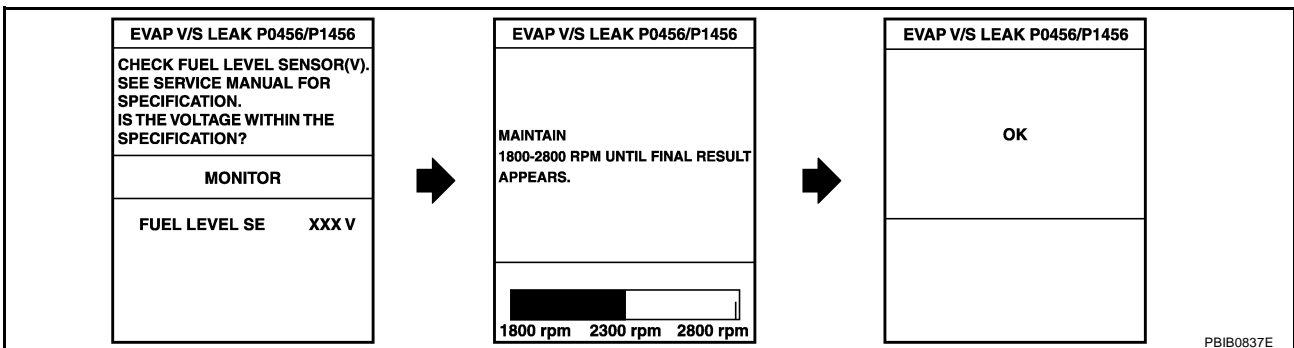 EVAP V/S LEAK P0456/P1456
CHECK FUEL LEVEL SENSOR(V).
SEE SERVICE MANUAL FOR
SPECIFICATION.
IS THE VOLTAGE WITHIN THE
SPECIFICATION?
MONITOR
FUEL LEVEL SE XXX V
EVAP V/S LEAK P0456/P1456
MAINTAIN
1800-2800 RPM UNTIL FINAL RESULT
APPEARS.
1800 rpm 2300 rpm 2800 rpm
EVAP V/S LEAK P0456/P1456
OK
PBIB0837E